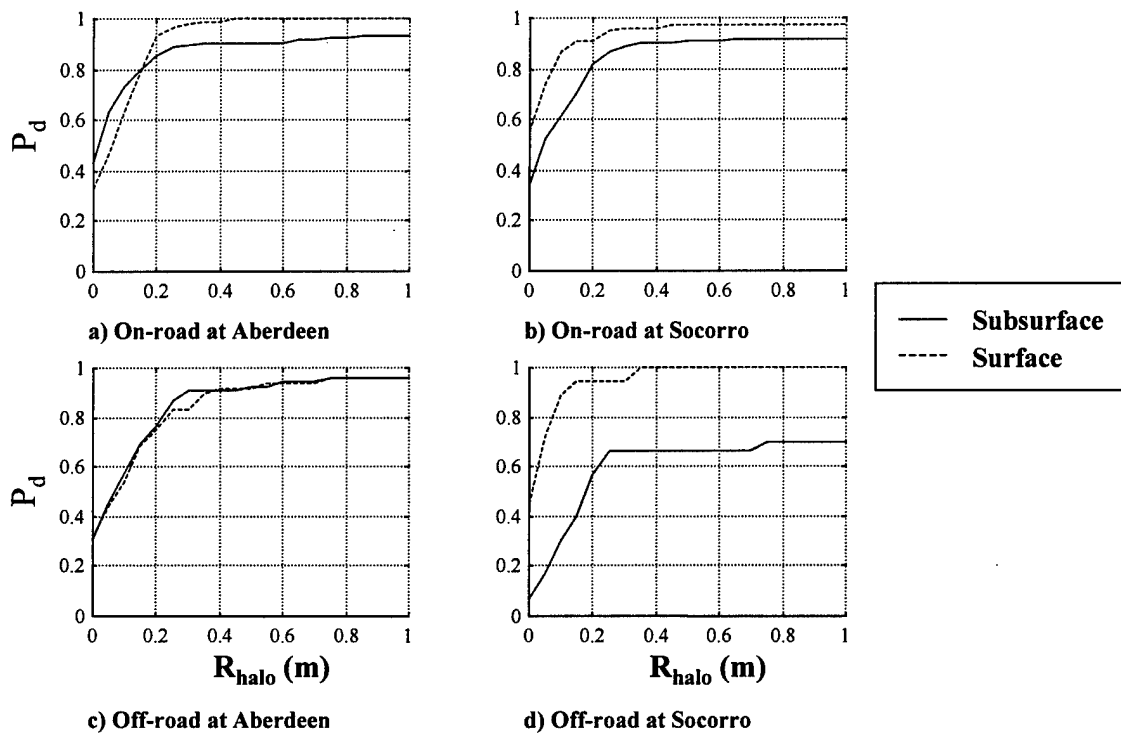 1
0.8
0.6
0.4
0.2
0
P_d
0 0.2 0.4 0.6 0.8 1
a) On-road at Aberdeen
1
0.8
0.6
0.4
0.2
0
0 0.2 0.4 0.6 0.8 1
b) On-road at Socorro
Subsurface
Surface
1
0.8
0.6
0.4
0.2
0
P_d
0 0.2 0.4 0.6 0.8 1
R_halo (m)
c) Off-road at Aberdeen
1
0.8
0.6
0.4
0.2
0
0 0.2 0.4 0.6 0.8 1
R_halo (m)
d) Off-road at Socorro